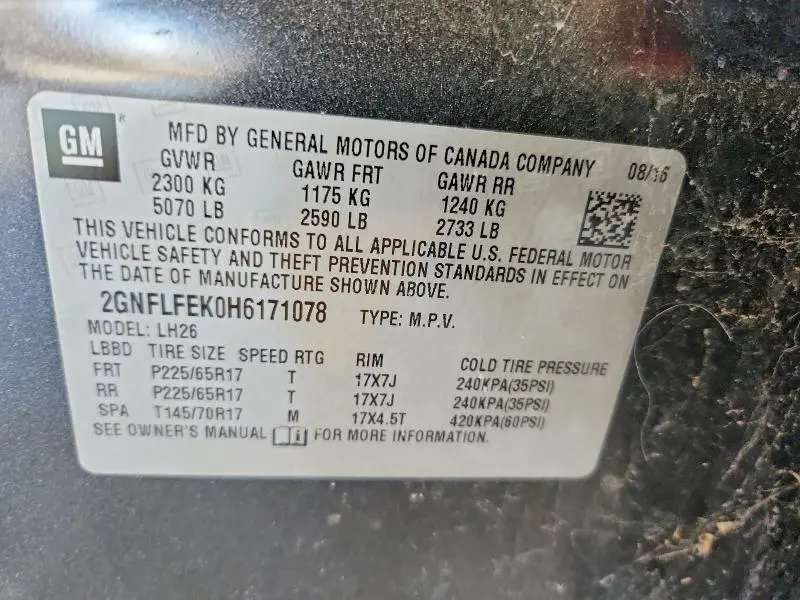 GM
MFD BY GENERAL MOTORS OF CANADA COMPANY 08/16
GVWR GAWR FRT GAWR RR
2300 KG 1175 KG 1240 KG
5070 LB 2590 LB 2733 LB
THIS VEHICLE CONFORMS TO ALL APPLICABLE U.S. FEDERAL MOTOR
VEHICLE SAFETY AND THEFT PREVENTION STANDARDS IN EFFECT ON
THE DATE OF MANUFACTURE SHOWN ABOVE.
2GNFLFEK0H6171078 TYPE: M.P.V.
MODEL: LH26
LBBD TIRE SIZE SPEED RTG RIM COLD TIRE PRESSURE
FRT P225/65R17 T 17X7J 240KPA(35PSI)
RR P225/65R17 T 17X7J 240KPA(35PSI)
SPA T145/70R17 M 17X4.5T 420KPA(60PSI)
SEE OWNER'S MANUAL FOR MORE INFORMATION.